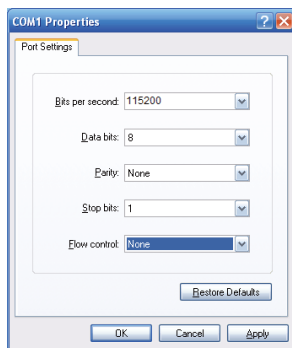 COM1 Properties
Port Settings
Bits per second: 115200
Data bits: 8
Parity: None
Stop bits: 1
Flow control: None
Restore Defaults
OK Cancel Apply